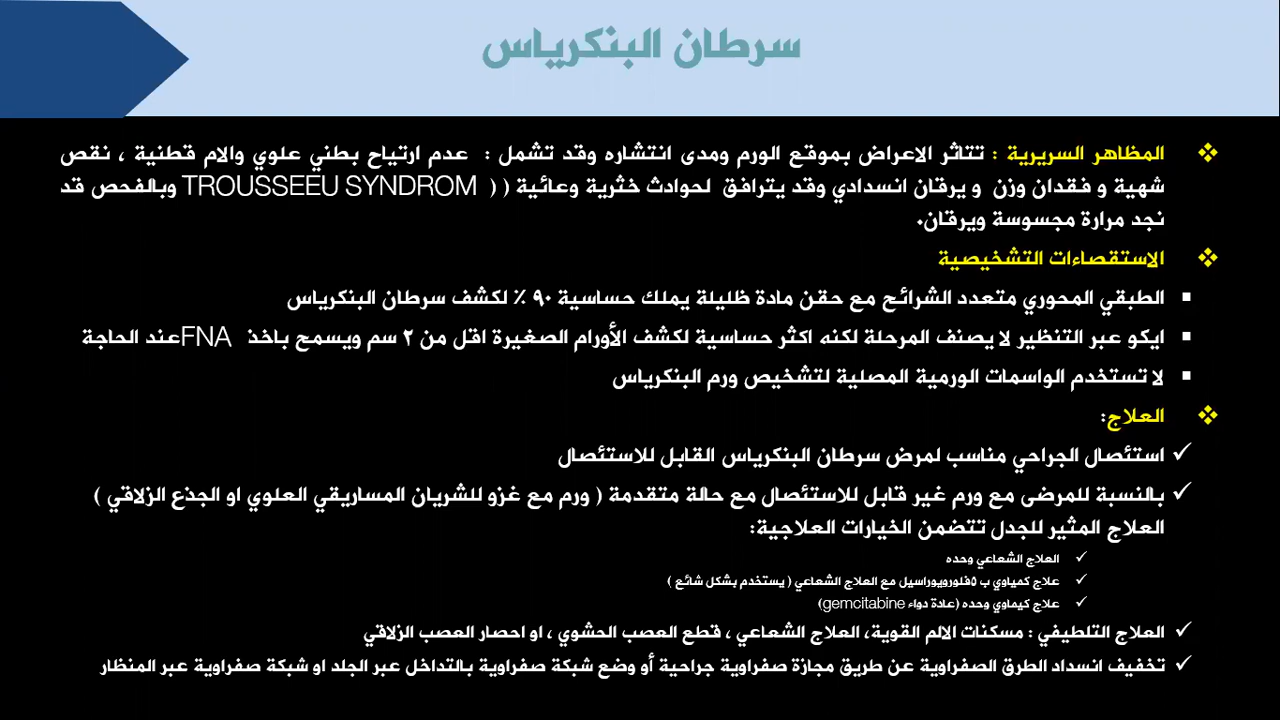 سرطان البنكرياس
المظاهر السريرية : تتاثر الاعراض بموقع الورم ومدى انتشاره وقد تشمل : عدم ارتياح بطني علوي والام قطنية ، نقص
شهية و فقدان وزن و يرقان انسدادي وقد يترافق لحوادث خثرية وعائية ( ( TROUSSEEU SYNDROM وبالفحص قد
نجد مرارة مجسوسة ويرقان.
الاستقصاءات التشخيصية
الطبقي المحوري متعدد الشرائح مع حقن مادة ظليلة يملك حساسية ٩٠ ٪ لكشف سرطان البنكرياس
ايكو عبر التنظير لا يصنف المرحلة لكنه اكثر حساسية لكشف الأورام الصغيرة اقل من ٢ سم ويسمح باخذ FNAعند الحاجة
لا تستخدم الواسمات الورمية المصلية لتشخيص ورم البنكرياس
العلاج:
استئصال الجراحي مناسب لمرض سرطان البنكرياس القابل للاستئصال
بالنسبة للمرضى مع ورم غير قابل للاستئصال مع حالة متقدمة ( ورم مع غزو للشريان المساريقي العلوي او الجذع الزلاقي )
العلاج المثير للجدل تتضمن الخيارات العلاجية:
العلاج الشعاعي وحده
علاج كمياوي ب ٥فلورويوراسيل مع العلاج الشعاعي ( يستخدم بشكل شائع )
علاج كيماوي وحده (عادة دواء gemcitabine)
العلاج التلطيفي : مسكنات الالم القوية، العلاج الشعاعي ، قطع العصب الحشوي ، او احصار العصب الزلاقي
تخفيف انسداد الطرق الصفراوية عن طريق مجازة صفراوية جراحية أو وضع شبكة صفراوية بالتداخل عبر الجلد او شبكة صفراوية عبر المنظار